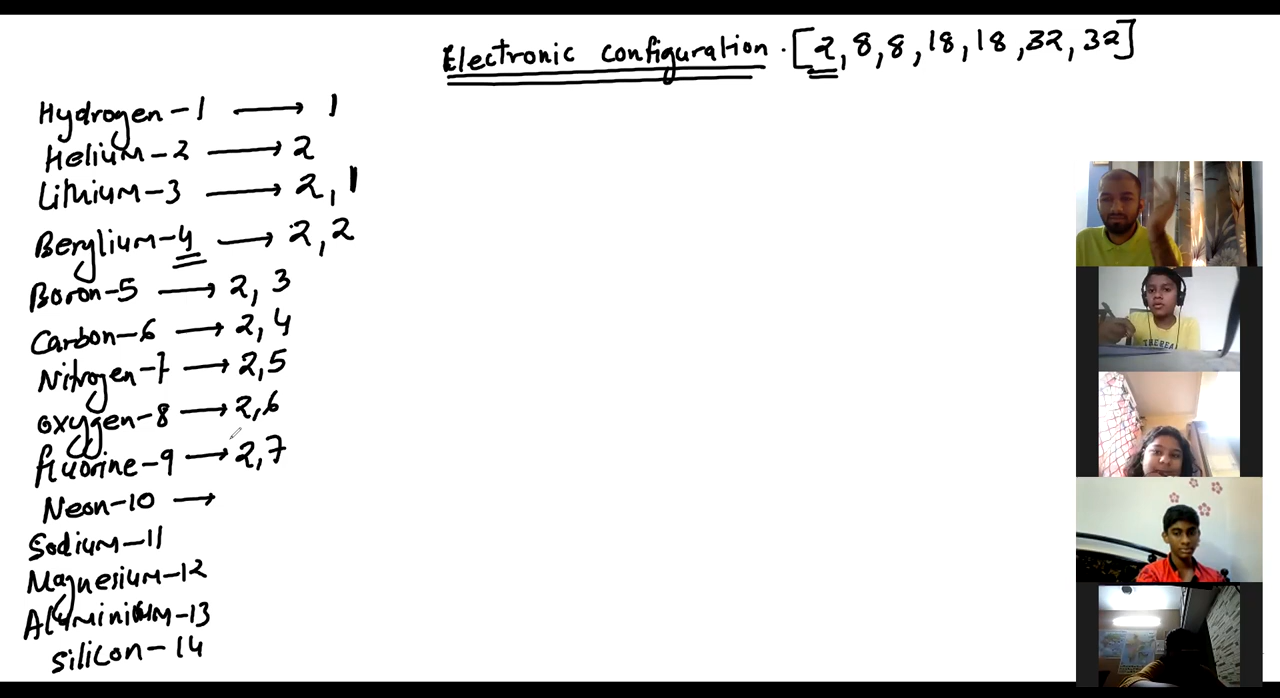 Electronic configuration. [2, 8, 8, 18, 18, 32, 32]
Hydrogen-1 → 1
Helium-2 → 2
Lithium-3 → 2, 1
Berylium-4 → 2, 2
Boron-5 → 2, 3
Carbon-6 → 2, 4
Nitrogen-7 → 2,5
oxygen-8 → 2,6
fluorine-9 → 2,7
Neon-10 →
Sodium-11
Magnesium-12
Aluminium-13
Silicon-14